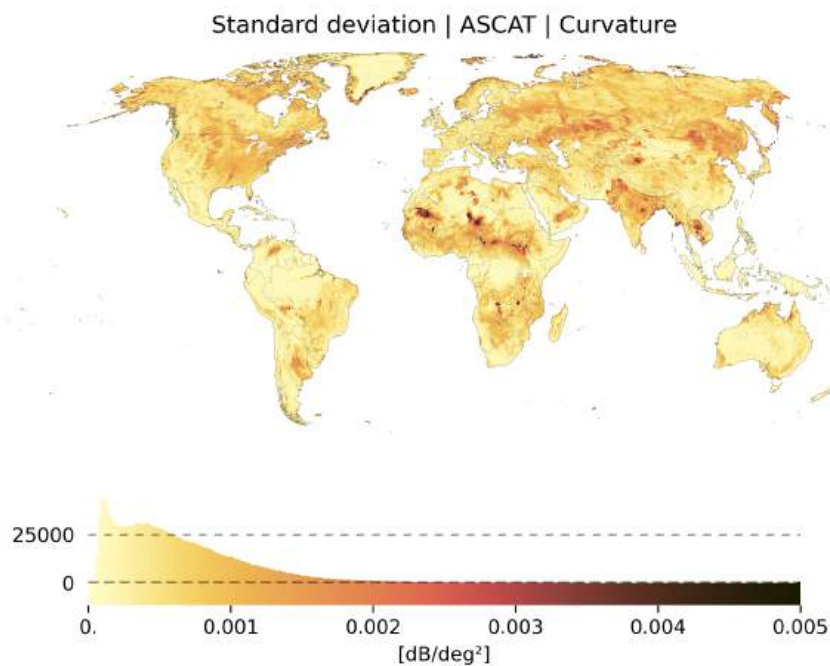 Standard deviation | ASCAT | Curvature
25000
0
0. 0.001 0.002 0.003 0.004 0.005
[dB/deg²]